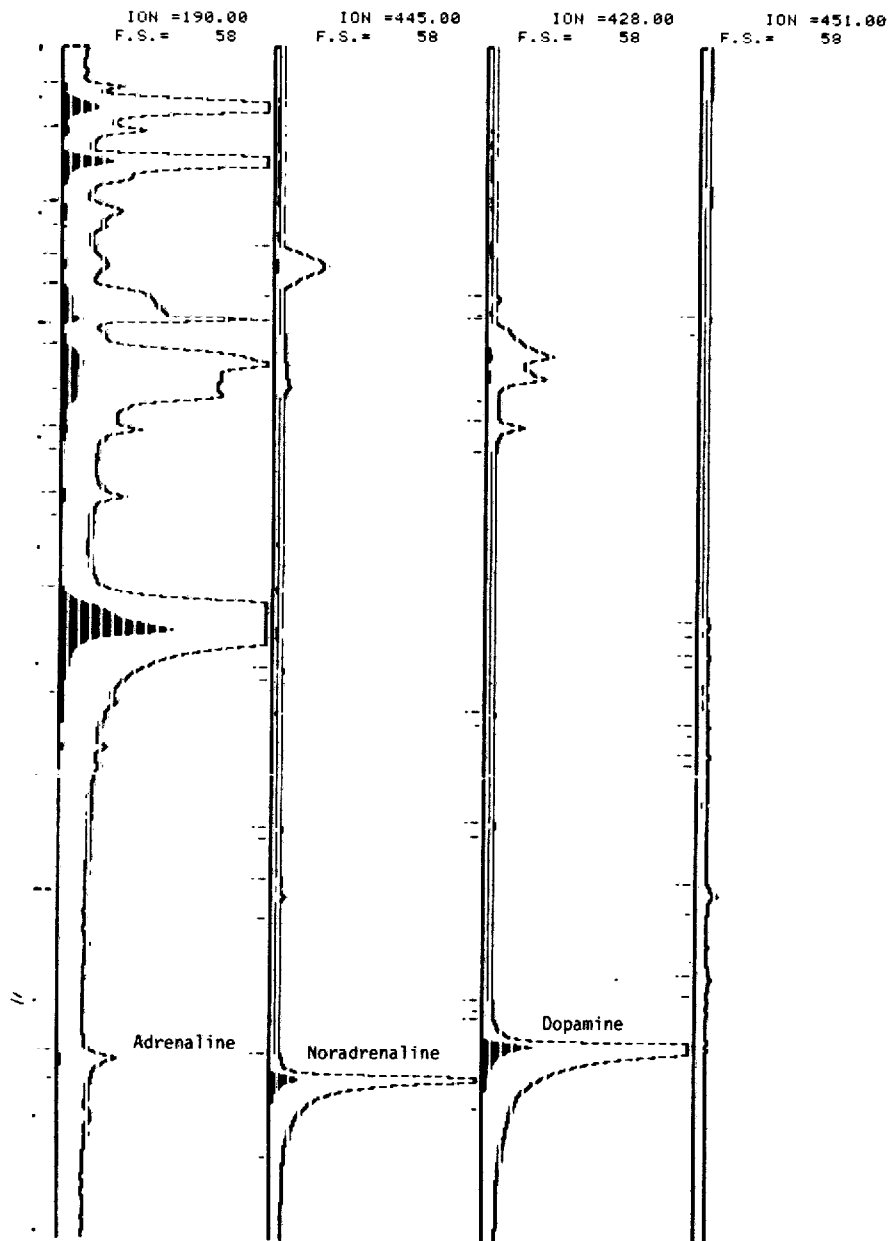 ION =190.00 ION =445.00 ION =428.00 ION =451.00
F.S.= 58 F.S.= 58 F.S.= 58 F.S.= 58
Dopamine
Adrenaline
Noradrenaline